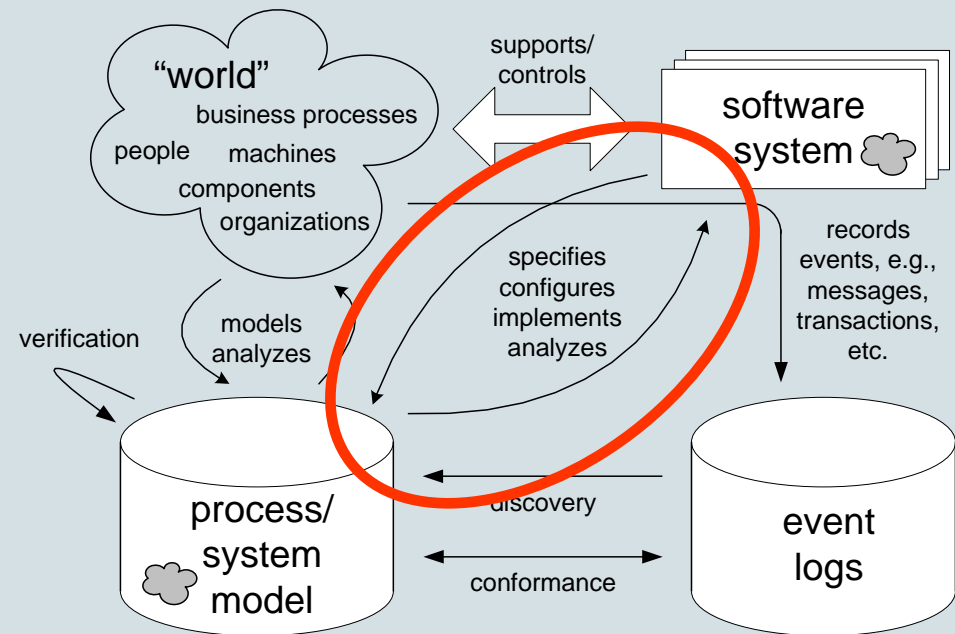 “world”
business processes
people machines
components
organizations
supports/
controls
software
system
specifies
configures
implements
analyzes
records
events, e.g.,
messages,
transactions,
etc.
models
analyzes
verification
process/
system
model
discovery
conformance
event
logs